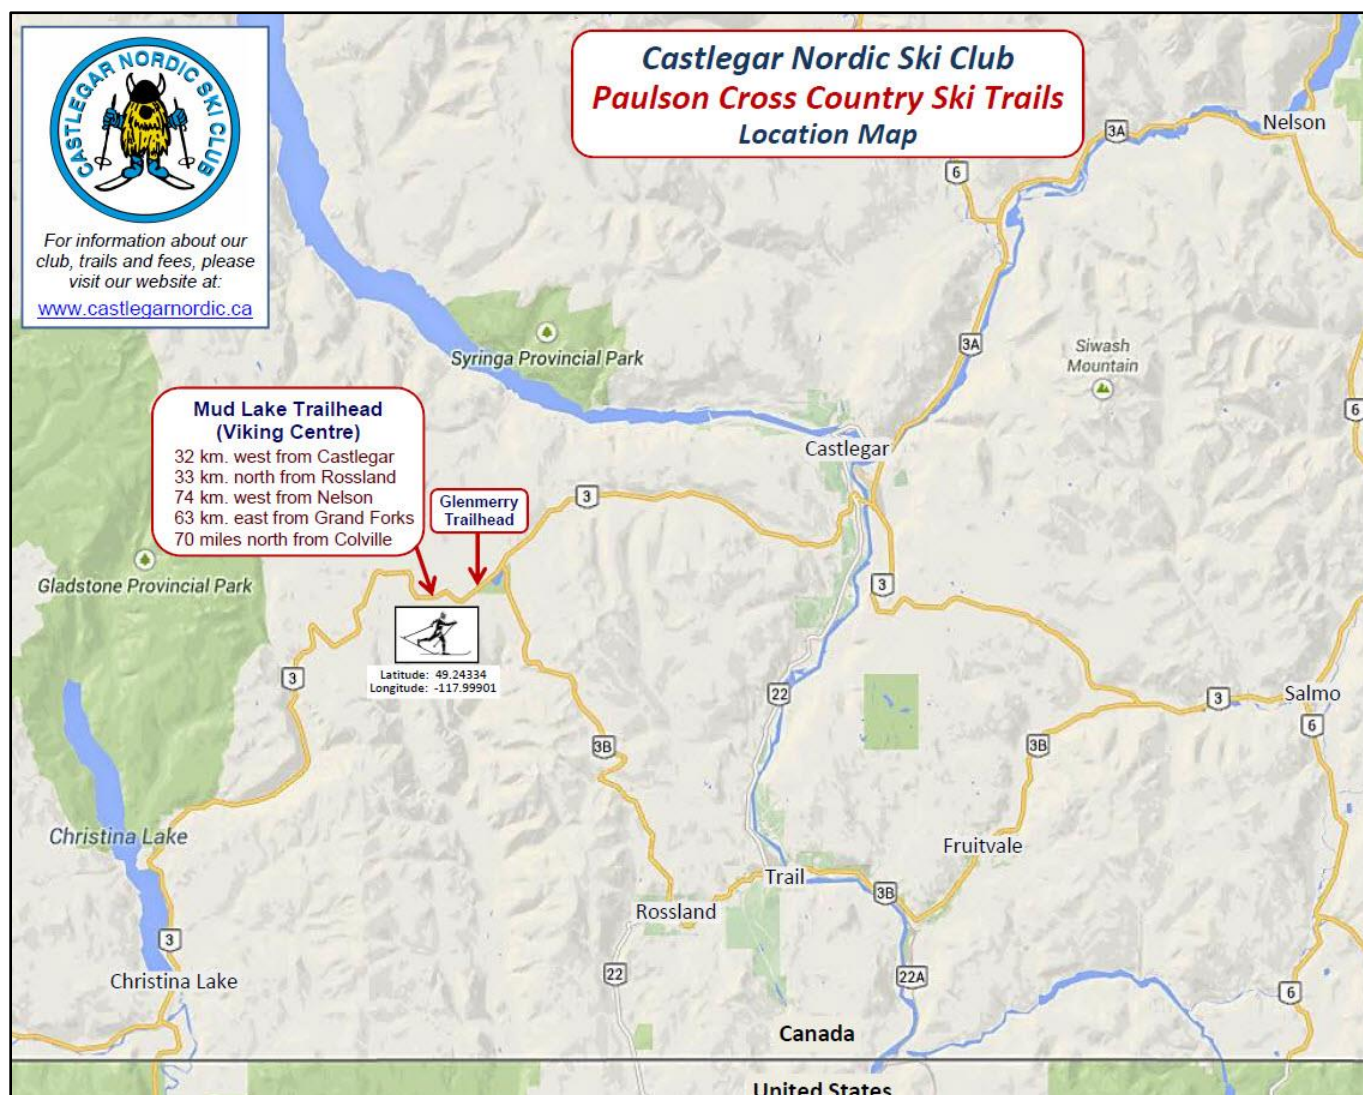 CASTLEGAR NORDIC SKI CLUB
For information about our
club, trails and fees, please
visit our website at:
www.castlegarnordic.ca
Castlegar Nordic Ski Club
Paulson Cross Country Ski Trails
Location Map
Nelson
3A
6
3A
Siwash
Mountain
Syringa Provincial Park
6
Mud Lake Trailhead
(Viking Centre)
32 km. west from Castlegar
33 km. north from Rossland
74 km. west from Nelson
63 km. east from Grand Forks
70 miles north from Colville
Castlegar
Glenmerry
Trailhead
3
Gladstone Provincial Park
3
Latitude: 49.24334
Longitude: -117.99901
3
22
3
Salmo
6
3B
3B
Christina Lake
Fruitvale
Trail
3B
Rossland
3
22
22A
Christina Lake
6
Canada
United States